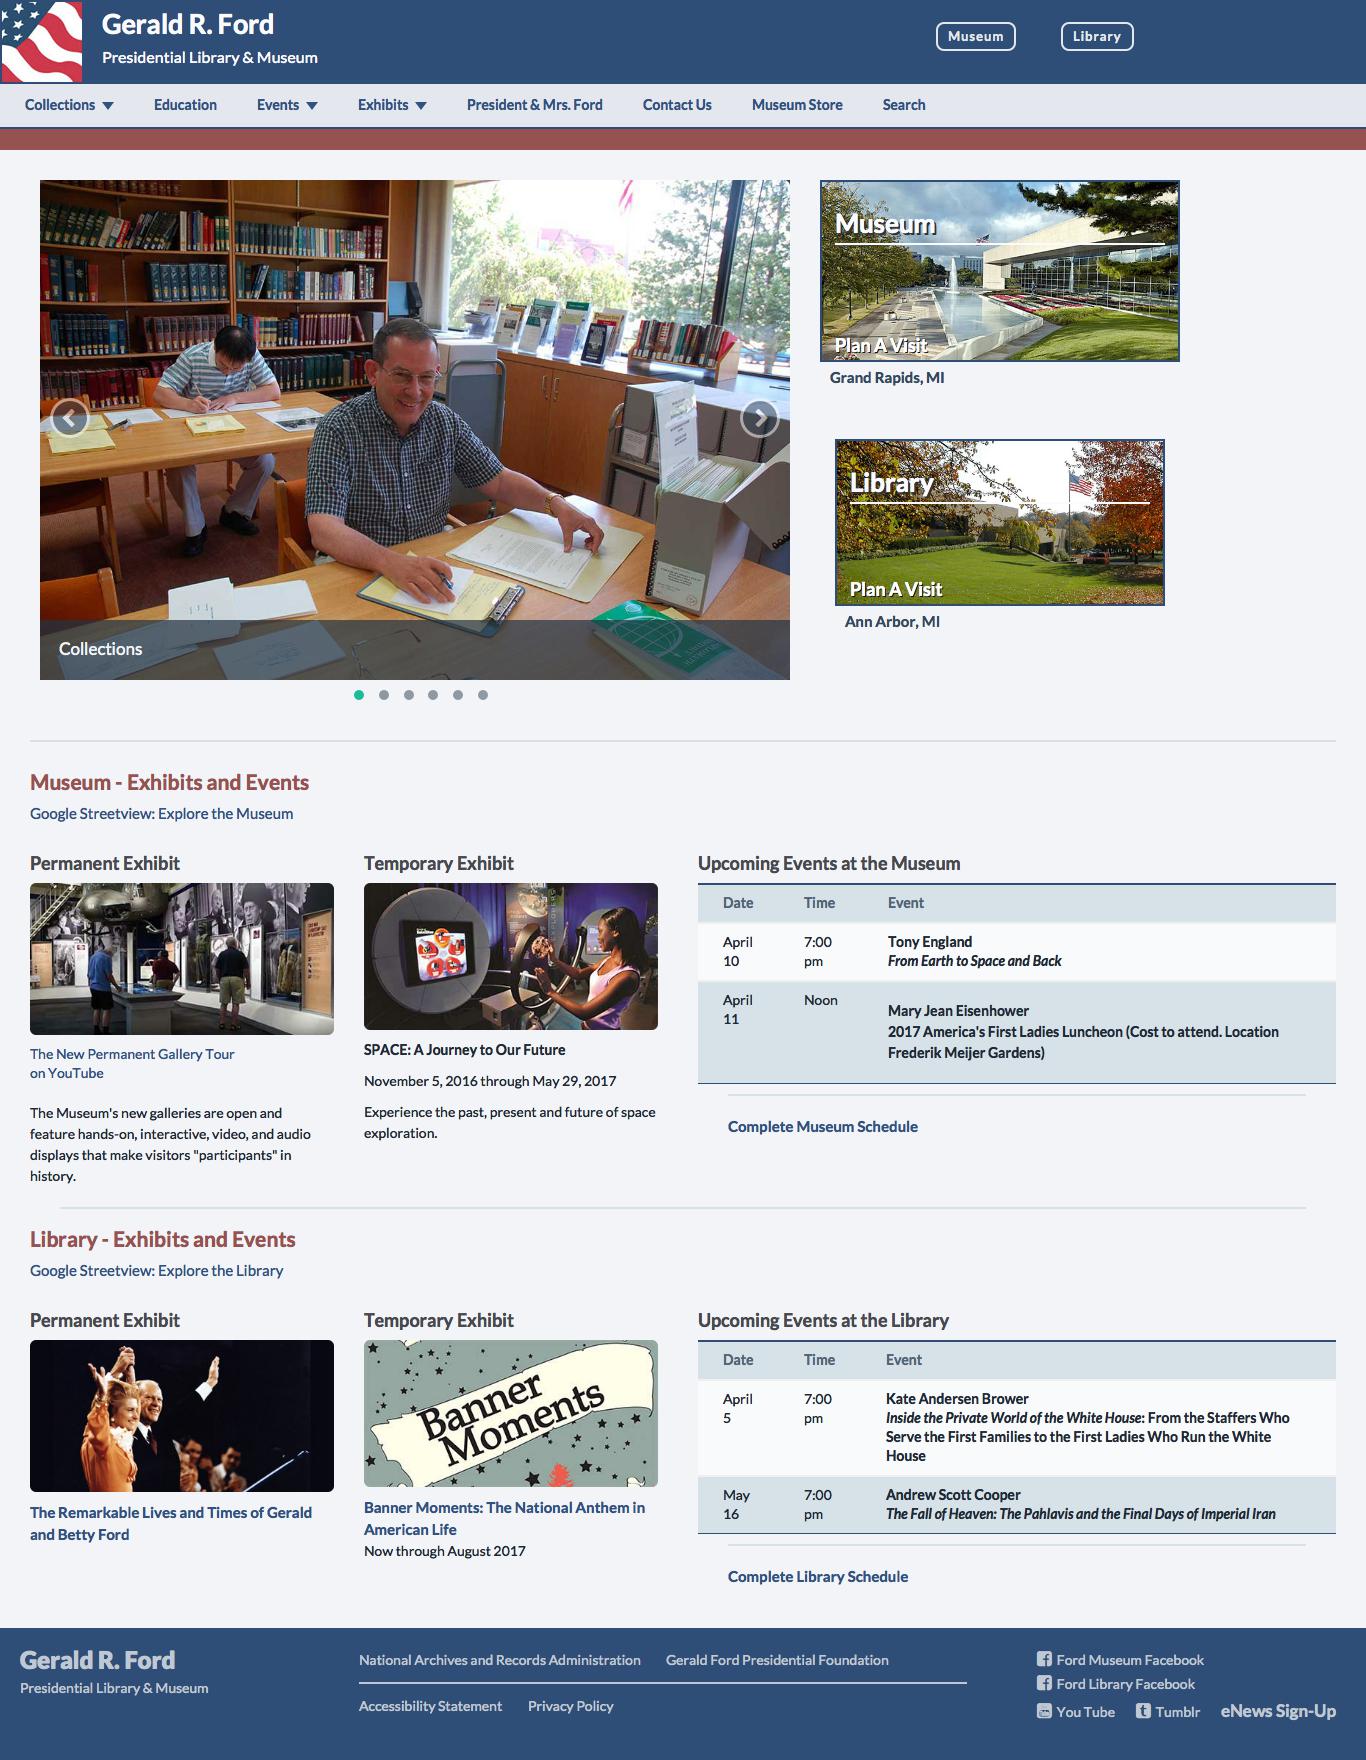 Gerald R. Ford
Presidential Library & Museum
Museum
Library
Collections
Education
Events
Exhibits
President & Mrs. Ford
Contact Us
Museum Store
Search
Collections
Museum
Plan A Visit
Grand Rapids, MI
Library
Plan A Visit
Ann Arbor, MI
Museum - Exhibits and Events
Google Streetview: Explore the Museum
Permanent Exhibit
The New Permanent Gallery Tour
on YouTube
The Museum's new galleries are open and
feature hands-on, interactive, video, and audio
displays that make visitors "participants" in
history.
Temporary Exhibit
SPACE: A Journey to Our Future
November 5, 2016 through May 29, 2017
Experience the past, present and future of space
exploration.
Upcoming Events at the Museum
Date Time Event
April 7:00 Tony England
10 pm From Earth to Space and Back
April Noon
11
Mary Jean Eisenhower
2017 America's First Ladies Luncheon (Cost to attend. Location
Frederik Meijer Gardens)
Complete Museum Schedule
Library - Exhibits and Events
Google Streetview: Explore the Library
Permanent Exhibit
The Remarkable Lives and Times of Gerald
and Betty Ford
Temporary Exhibit
Banner
Moments
Banner Moments: The National Anthem in
American Life
Now through August 2017
Upcoming Events at the Library
Date Time Event
April 7:00 Kate Andersen Brower
5 pm Inside the Private World of the White House: From the Staffers Who
Serve the First Families to the First Ladies Who Run the White
House
May 7:00 Andrew Scott Cooper
16 pm The Fall of Heaven: The Pahlavis and the Final Days of Imperial Iran
Complete Library Schedule
Gerald R. Ford
Presidential Library & Museum
National Archives and Records Administration
Gerald Ford Presidential Foundation
Accessibility Statement
Privacy Policy
Ford Museum Facebook
Ford Library Facebook
You Tube
Tumblr
eNews Sign-Up